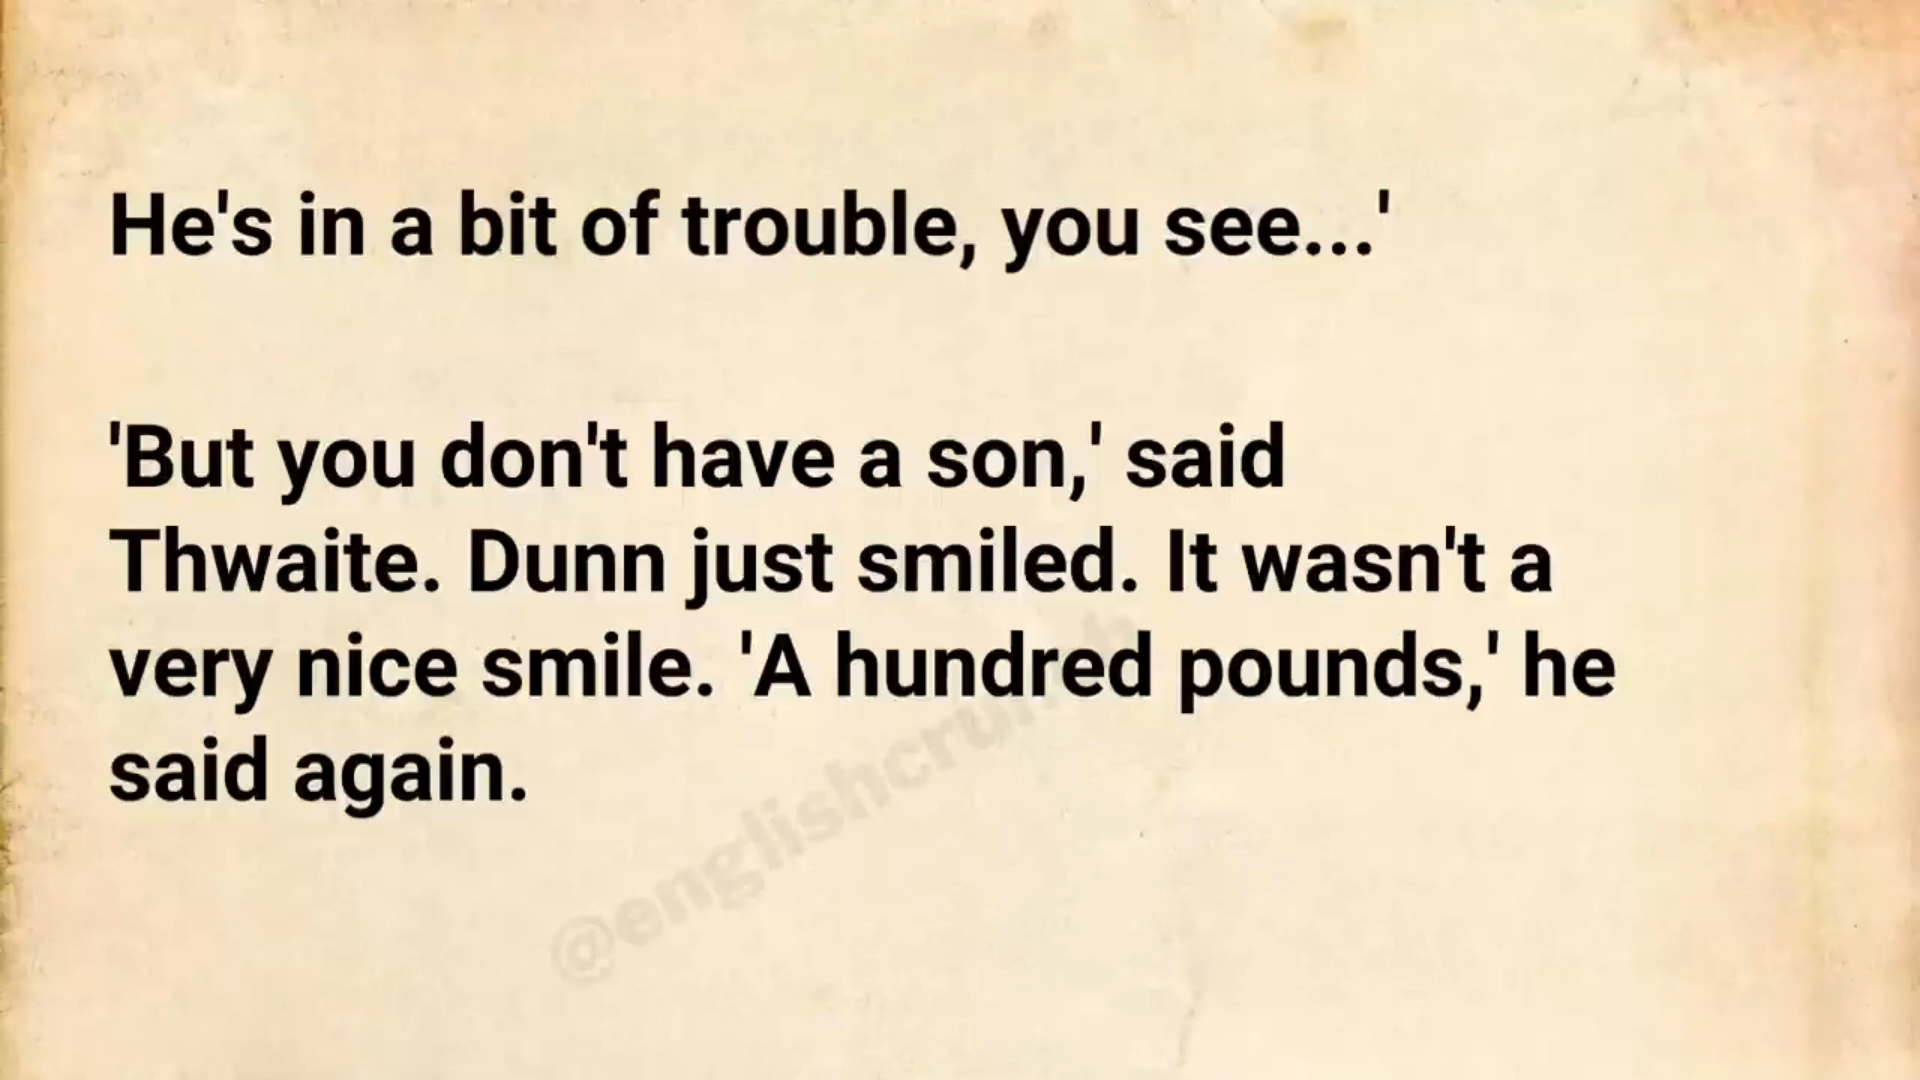 He's in a bit of trouble, you see...'
'But you don't have a son,' said
Thwaite. Dunn just smiled. It wasn't a
very nice smile. 'A hundred pounds,' he
said again.
@englishcrunch